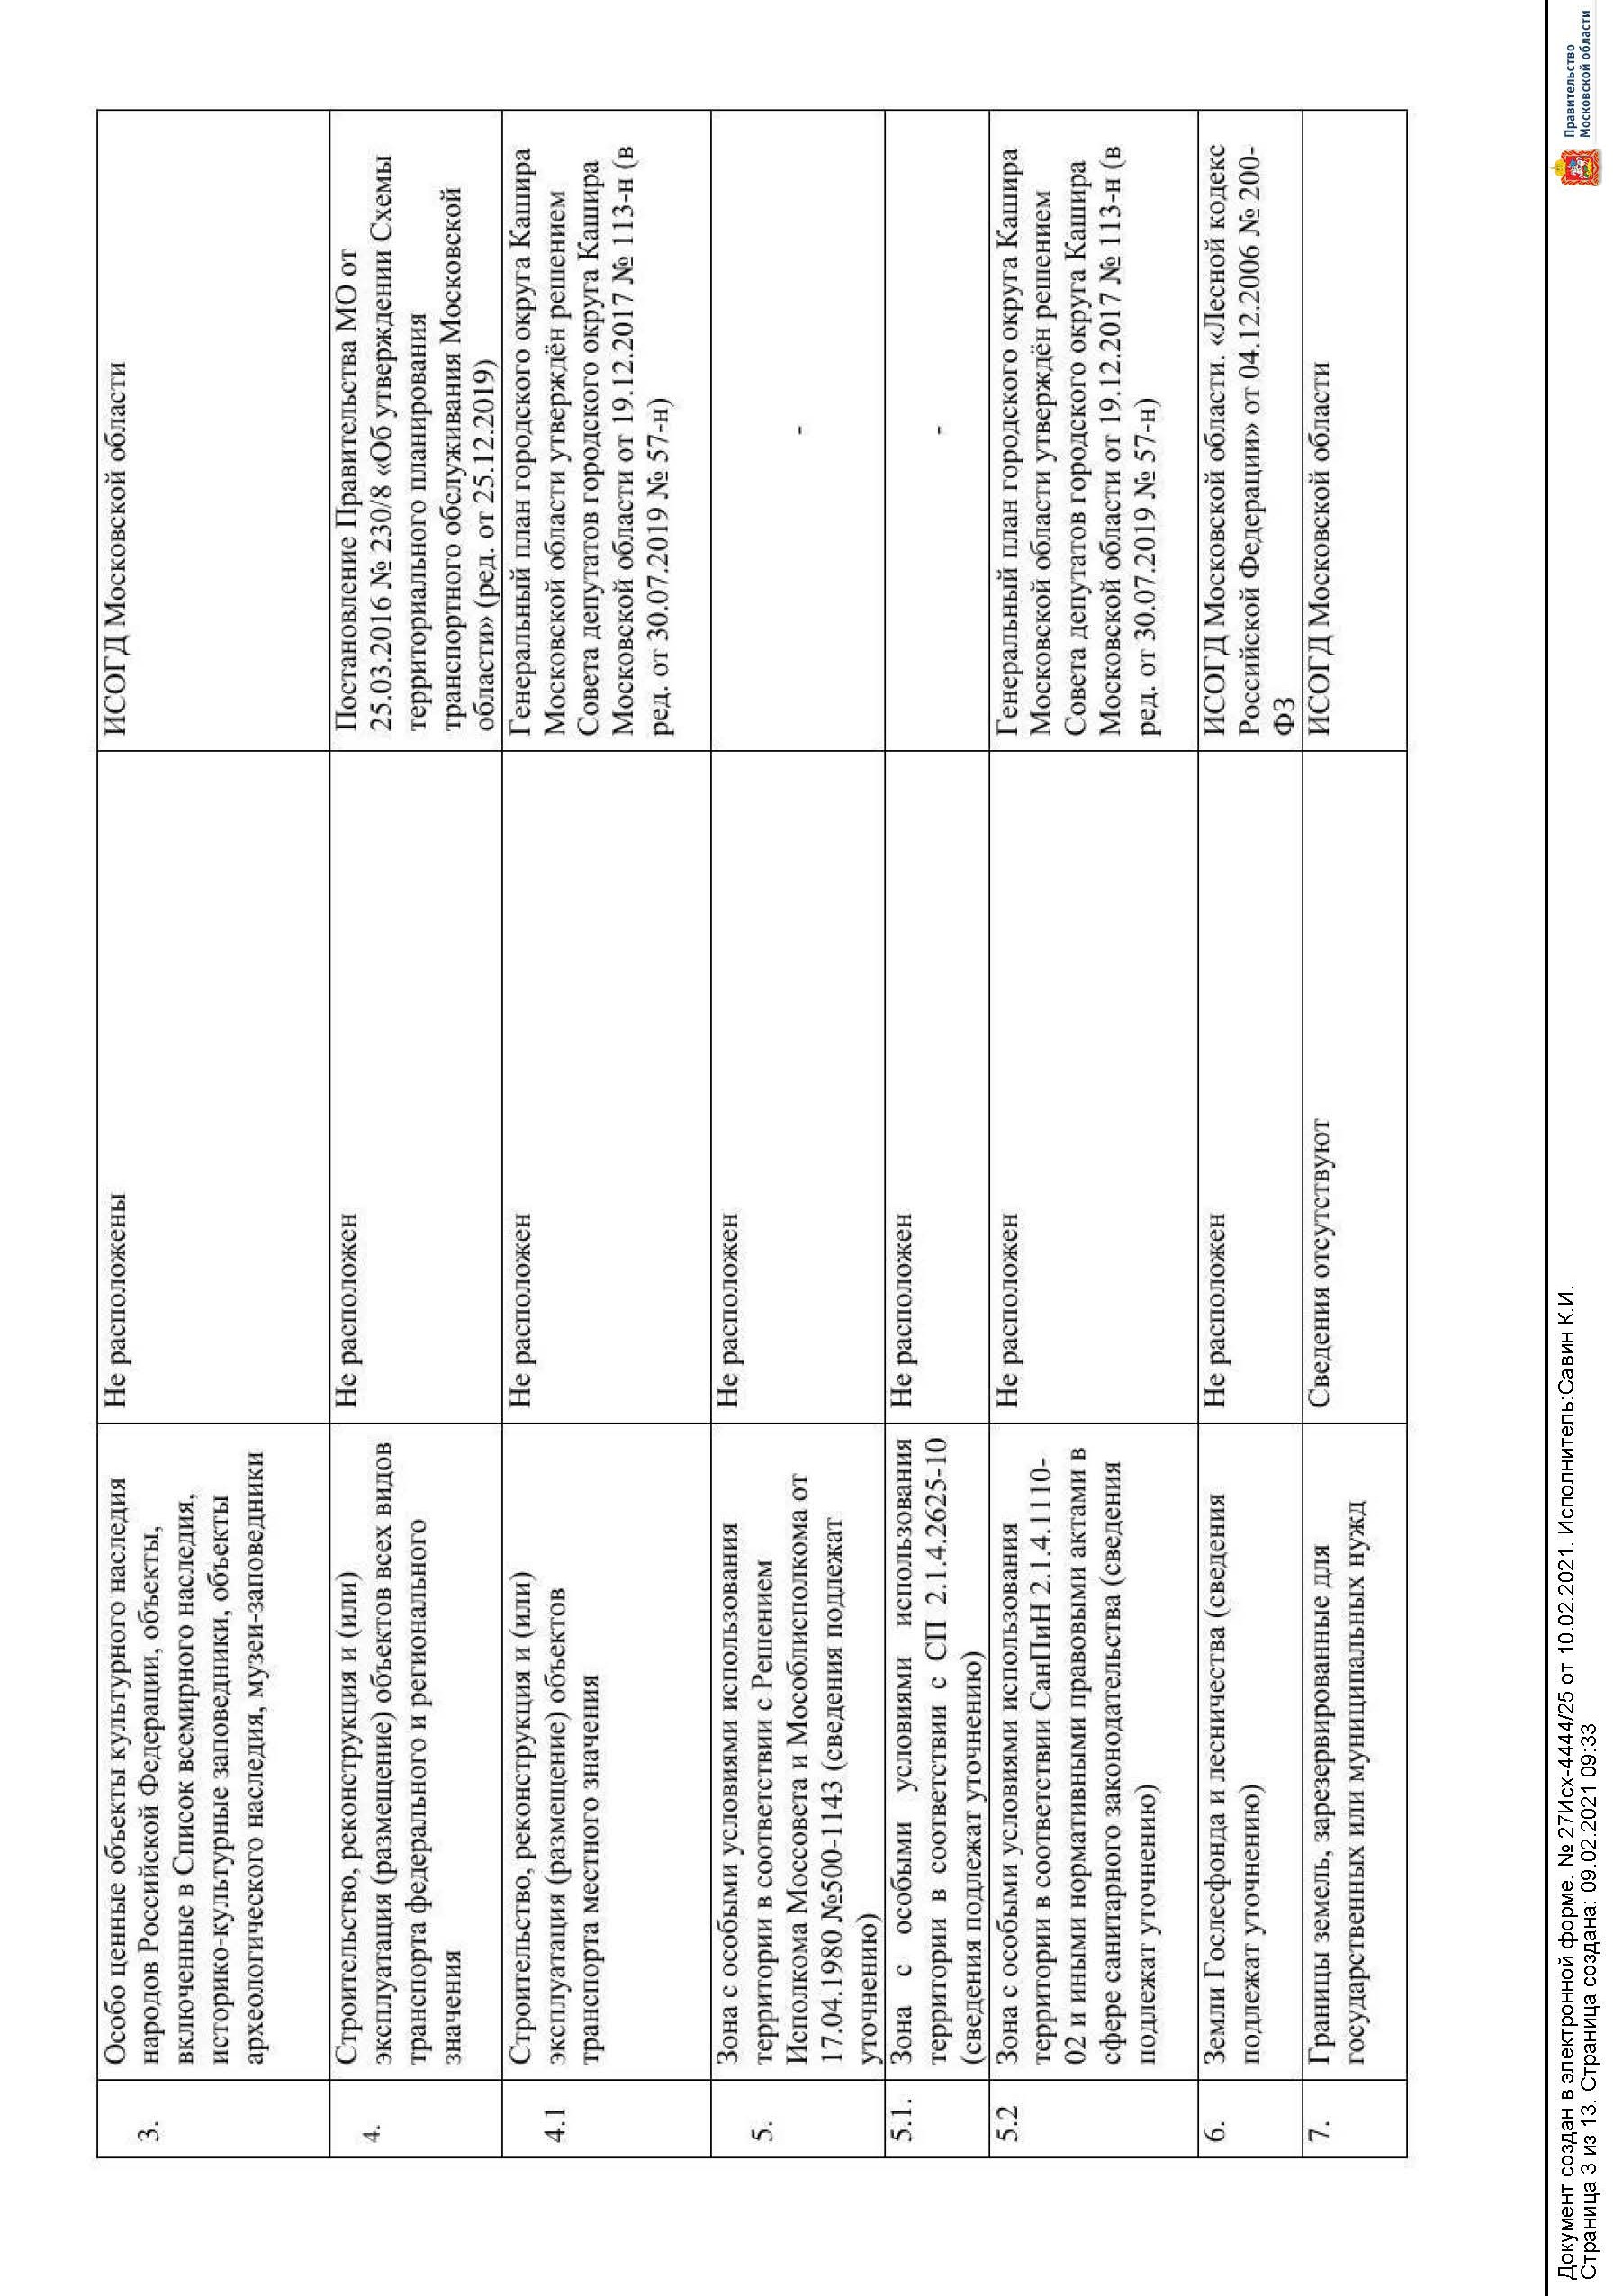 3.
Особо ценные объекты культурного наследия
народов Российской Федерации, объекты,
включенные в Список всемирного наследия,
историко-культурные заповедники, объекты
археологического наследия, музеи-заповедники
Не расположены
ИСОГД Московской области
4.
Строительство, реконструкция и (или)
эксплуатация (размещение) объектов всех видов
транспорта федерального и регионального
значения
Не расположен
Постановление Правительства МО от
25.03.2016 № 230/8 «Об утверждении Схемы
территориального планирования
транспортного обслуживания Московской
области» (ред. от 25.12.2019)
4.1
Строительство, реконструкция и (или)
эксплуатация (размещение) объектов
транспорта местного значения
Не расположен
Генеральный план городского округа Кашира
Московской области утверждён решением
Совета депутатов городского округа Кашира
Московской области от 19.12.2017 № 113-н (в
ред. от 30.07.2019 № 57-н)
5.
Зона с особыми условиями использования
территории в соответствии с Решением
Исполкома Моссовета и Мособлисполкома от
17.04.1980 №500-1143 (сведения подлежат
уточнению)
Не расположен
-
5.1.
Зона с особыми условиями использования
территории в соответствии с СП 2.1.4.2625-10
(сведения подлежат уточнению)
Не расположен
-
5.2
Зона с особыми условиями использования
территории в соответствии СанПиН 2.1.4.1110-
02 и иными нормативными правовыми актами в
сфере санитарного законодательства (сведения
подлежат уточнению)
Не расположен
Генеральный план городского округа Кашира
Московской области утверждён решением
Совета депутатов городского округа Кашира
Московской области от 19.12.2017 № 113-н (в
ред. от 30.07.2019 № 57-н)
6.
Земли Гослесфонда и лесничества (сведения
подлежат уточнению)
Не расположен
ИСОГД Московской области. «Лесной кодекс
Российской Федерации» от 04.12.2006 № 200-
ФЗ
7.
Границы земель, зарезервированные для
государственных или муниципальных нужд
Сведения отсутствуют
ИСОГД Московской области
Документ создан в электронной форме. № 27Исх-4444/25 от 10.02.2021. Исполнитель:Савин К.И.
Страница 3 из 13. Страница создана: 09.02.2021 09:33
Правительство
Московской области